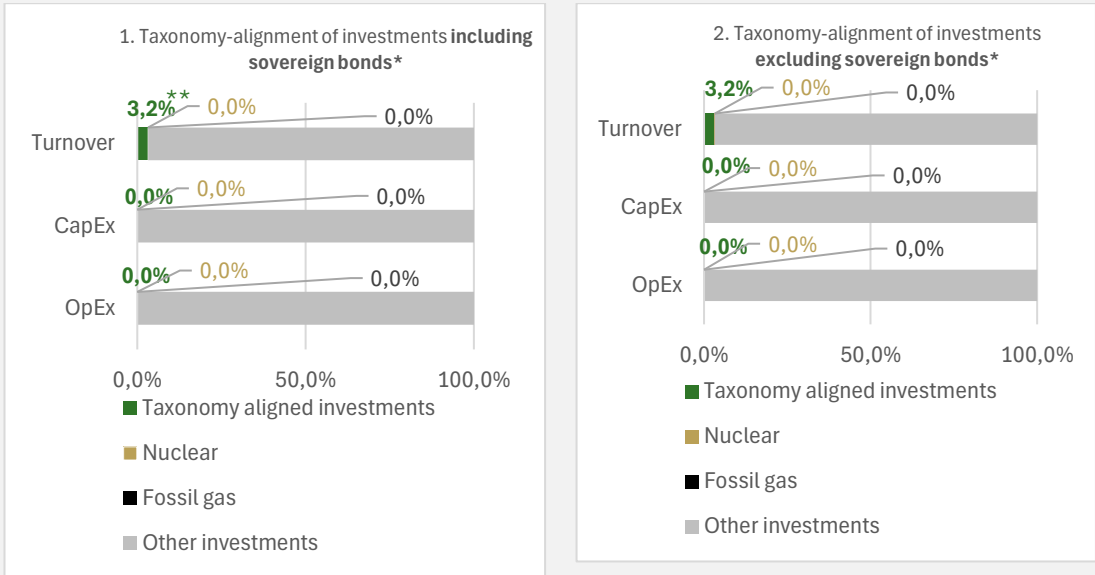 1. Taxonomy-alignment of investments including
sovereign bonds*
3,2%** 0,0% 0,0%
Turnover
0,0% 0,0% 0,0%
CapEx
0,0% 0,0% 0,0%
OpEx
0,0% 50,0% 100,0%
Taxonomy aligned investments
Nuclear
Fossil gas
Other investments
2. Taxonomy-alignment of investments
excluding sovereign bonds*
3,2% 0,0% 0,0%
Turnover
0,0% 0,0% 0,0%
CapEx
0,0% 0,0% 0,0%
OpEx
0,0% 50,0% 100,0%
Taxonomy aligned investments
Nuclear
Fossil gas
Other investments